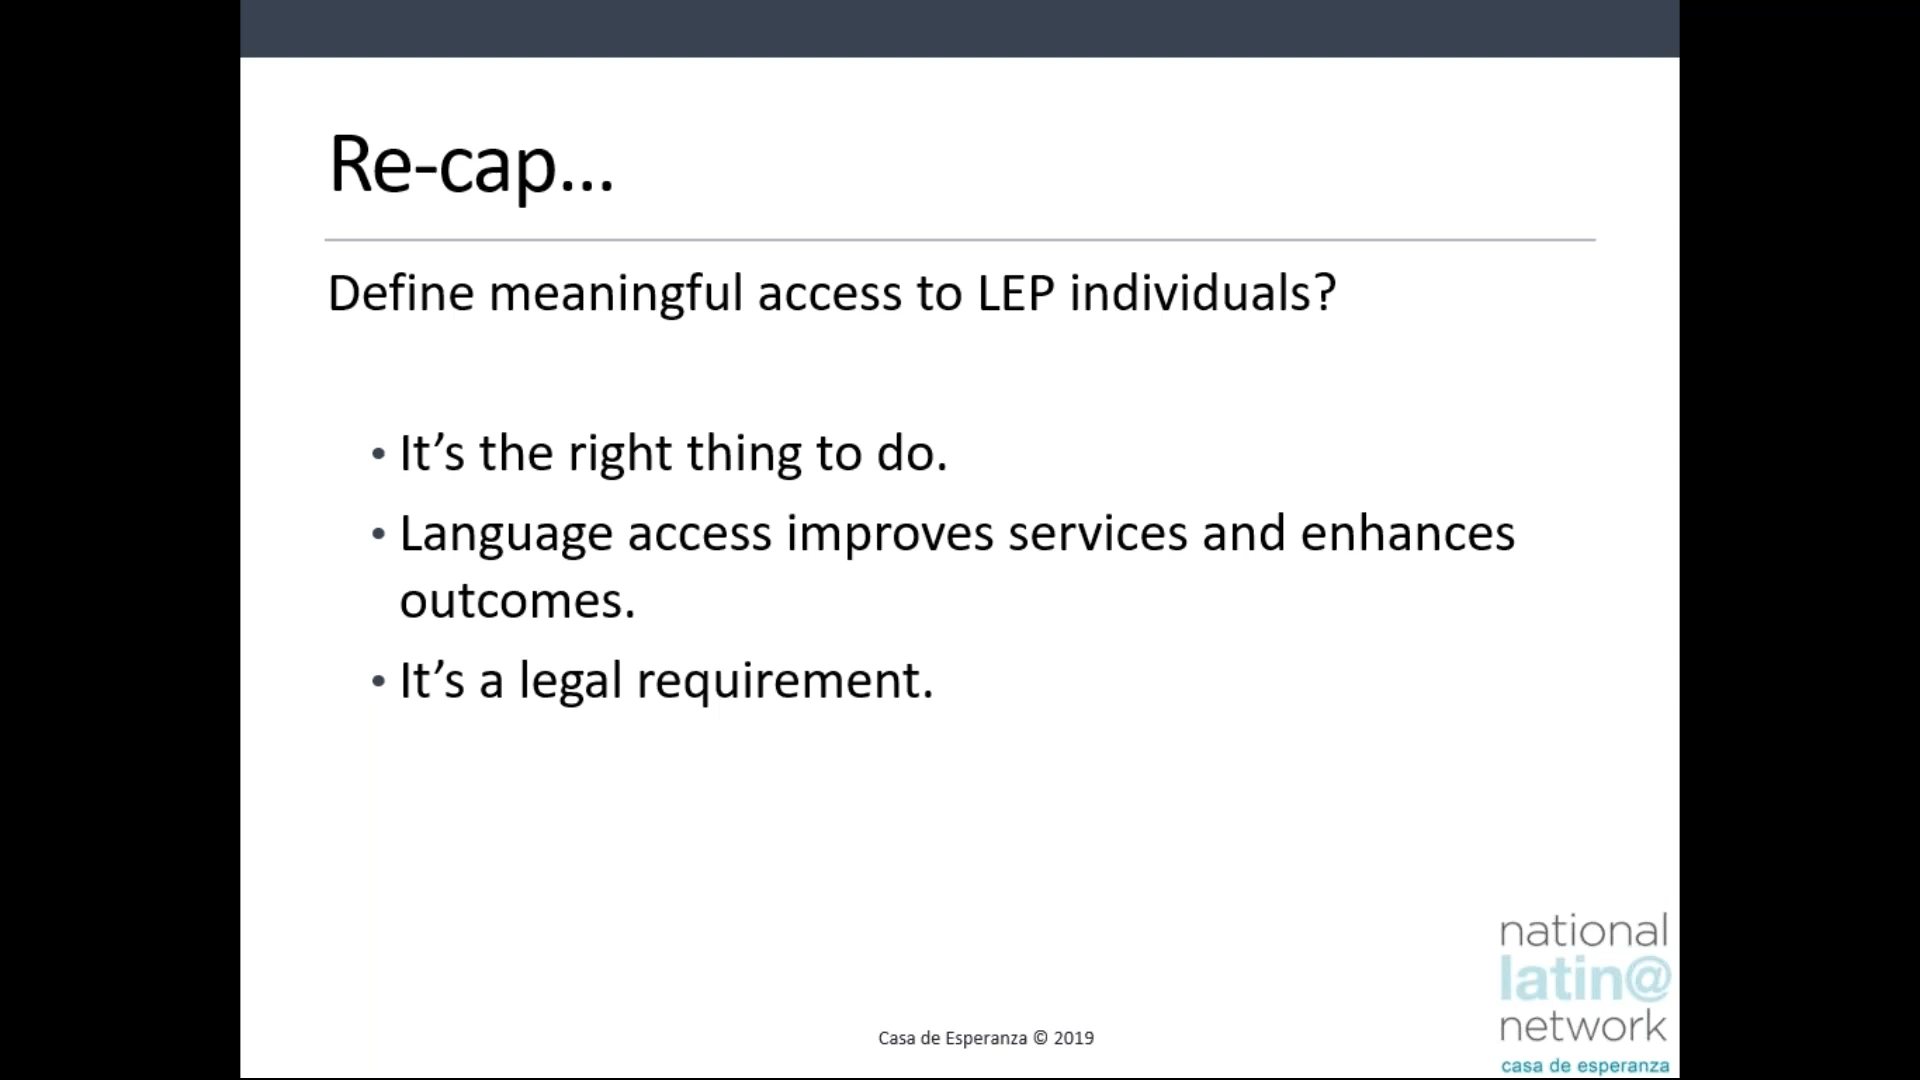 Re-cap...
Define meaningful access to LEP individuals?
• It’s the right thing to do.
• Language access improves services and enhances
outcomes.
• It’s a legal requirement.
Casa de Esperanza © 2019
national
latin@
network
casa de esperanza